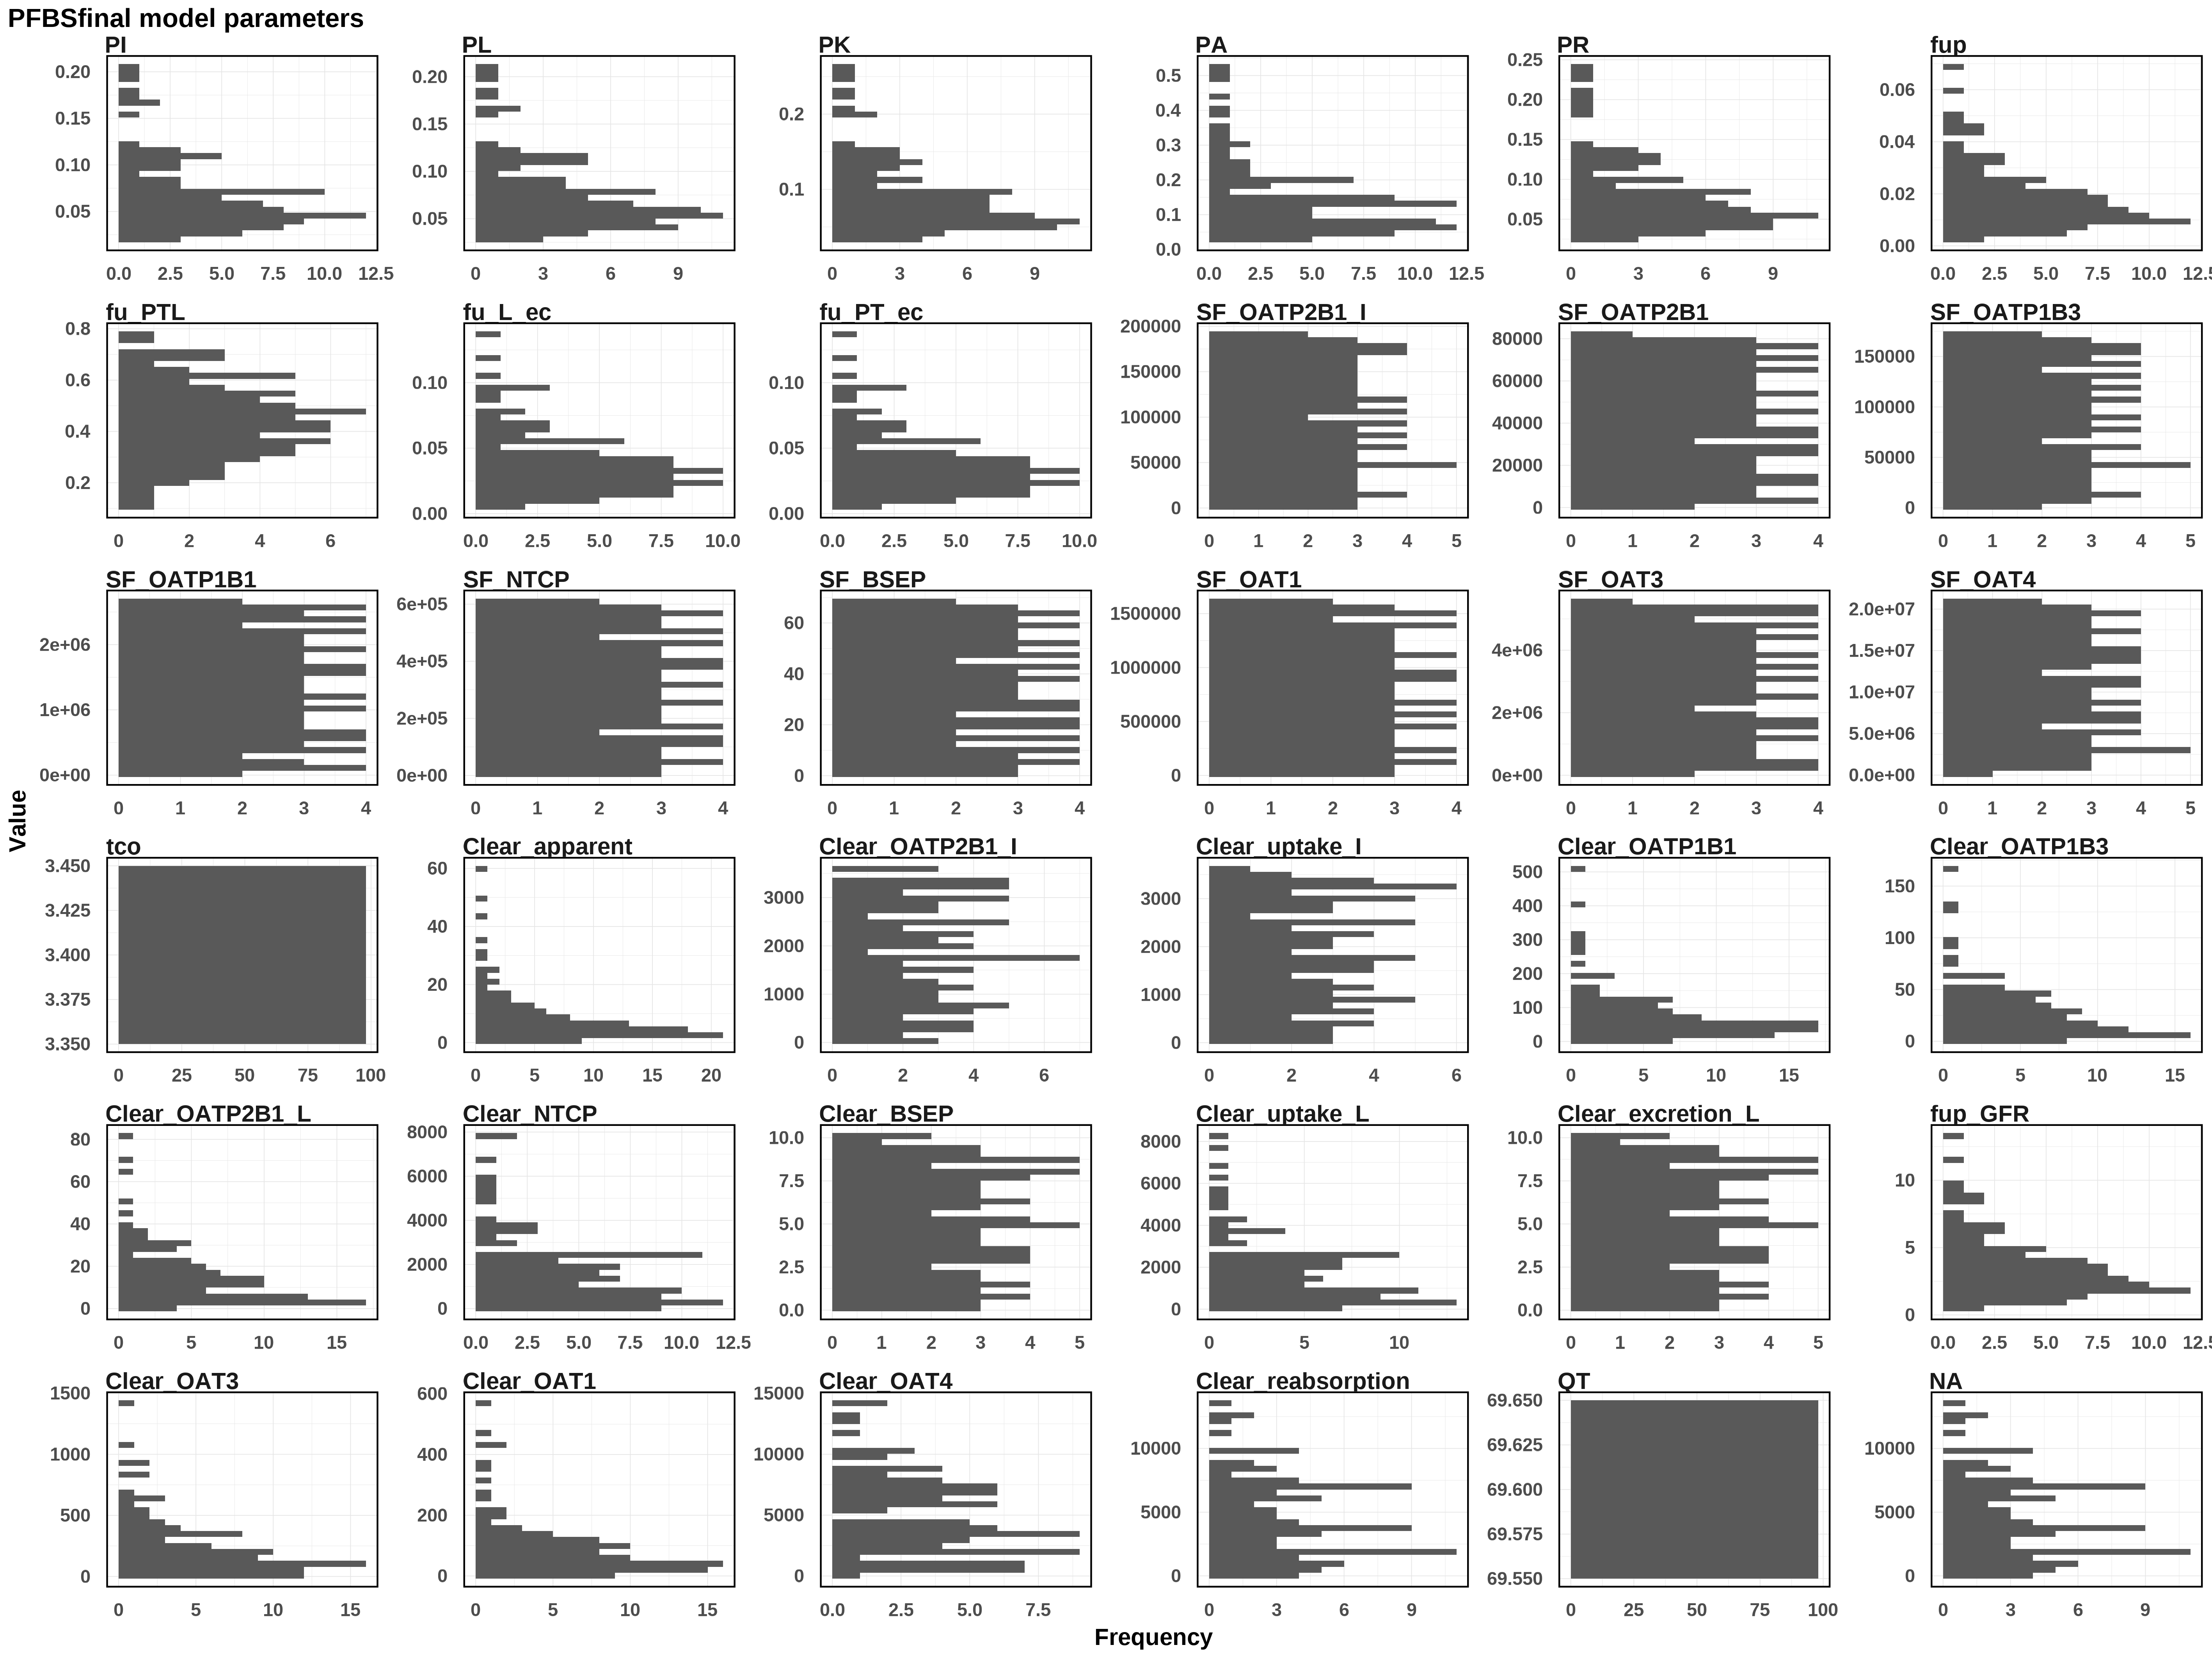 PFBSfinal model parameters
PI PL PK PA PR fup
0.20 0.15 0.10 0.05
0.20 0.15 0.10 0.05
0.2 0.1
0.5 0.4 0.3 0.2 0.1 0.0
0.25 0.20 0.15 0.10 0.05
0.06 0.04 0.02 0.00
0.0 2.5 5.0 7.5 10.0 12.5
0 3 6 9
0 3 6 9
0.0 2.5 5.0 7.5 10.0 12.5
0 3 6 9
0.0 2.5 5.0 7.5 10.0
fu_PTL fu_L_ec fu_PT_ec SF_OATP2B1_I SF_OATP2B1 SF_OATP1B3
0.8 0.6 0.4 0.2
0.10 0.05 0.00
0.10 0.05 0.00
200000 150000 100000 50000 0
80000 60000 40000 20000 0
150000 100000 50000 0
0 2 4 6
0.0 2.5 5.0 7.5 10.0
0.0 2.5 5.0 7.5 10.0
0 1 2 3 4 5
0 1 2 3 4
0 1 2 3 4 5
SF_OATP1B1 SF_NTCP SF_BSEP SF_OAT1 SF_OAT3 SF_OAT4
2e+06 1e+06 0e+00
6e+05 4e+05 2e+05 0e+00
60 40 20 0
1500000 1000000 500000 0
4e+06 2e+06 0e+00
2.0e+07 1.5e+07 1.0e+07 5.0e+06 0.0e+00
0 1 2 3 4
0 1 2 3 4
0 1 2 3 4
0 1 2 3 4
0 1 2 3 4
0 1 2 3 4 5
Value
tco Clear_apparent Clear_OATP2B1_I Clear_uptake_I Clear_OATP1B1 Clear_OATP1B3
3.450 3.425 3.400 3.375 3.350
60 40 20 0
3000 2000 1000 0
3000 2000 1000 0
500 400 300 200 100 0
150 100 50 0
0 25 50 75 100
0 5 10 15 20
0 2 4 6
0 2 4 6
0 5 10 15
0 5 10 15
Clear_OATP2B1_L Clear_NTCP Clear_BSEP Clear_uptake_L Clear_excretion_L fup_GFR
80 60 40 20 0
8000 6000 4000 2000 0
10.0 7.5 5.0 2.5 0.0
8000 6000 4000 2000 0
10.0 7.5 5.0 2.5 0.0
10 5 0
0 5 10 15
0.0 2.5 5.0 7.5 10.0 12.5
0 1 2 3 4 5
0 5 10
0 1 2 3 4 5
0.0 2.5 5.0 7.5 10.0
Clear_OAT3 Clear_OAT1 Clear_OAT4 Clear_reabsorption QT NA
1500 1000 500 0
600 400 200 0
15000 10000 5000 0
10000 5000 0
69.650 69.625 69.600 69.575 69.550
10000 5000 0
0 5 10 15
0 5 10 15
0.0 2.5 5.0 7.5
0 3 6 9
0 25 50 75 100
0 3 6 9
Frequency